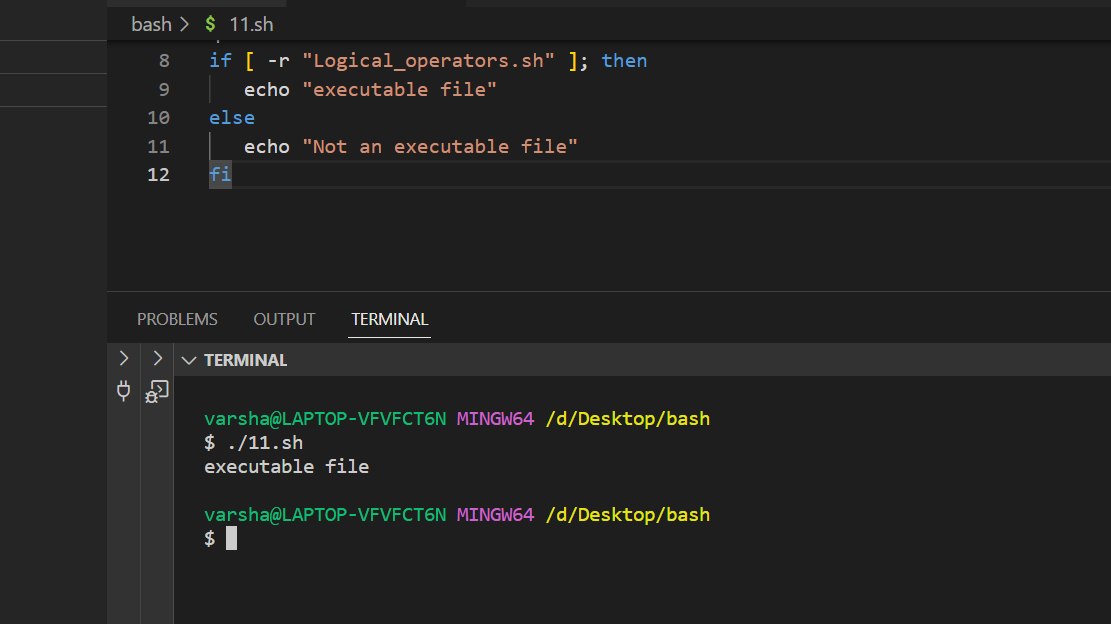 bash > $ 11.sh
8 if [ -r "Logical_operators.sh" ]; then
9 echo "executable file"
10 else
11 echo "Not an executable file"
12 fi
PROBLEMS OUTPUT TERMINAL
TERMINAL
varsha@LAPTOP-VFVFCT6N MINGW64 /d/Desktop/bash
$ ./11.sh
executable file
varsha@LAPTOP-VFVFCT6N MINGW64 /d/Desktop/bash
$